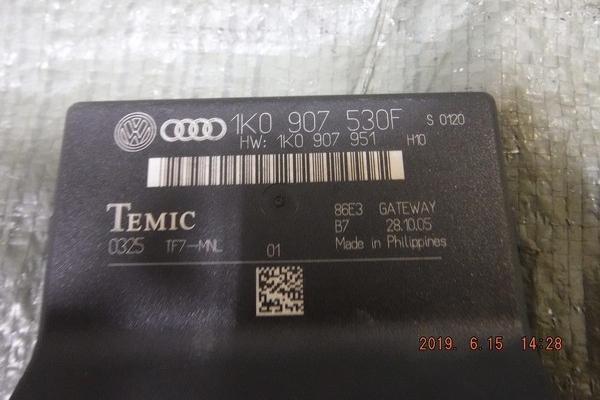 1K0 907 530F S 0120
HW: 1K0 907 951 H10
TEMIC 86E3 GATEWAY
B7 28.10.05
0325 TF7-MNL 01 Made in Philippines
2019. 6.15 14:28